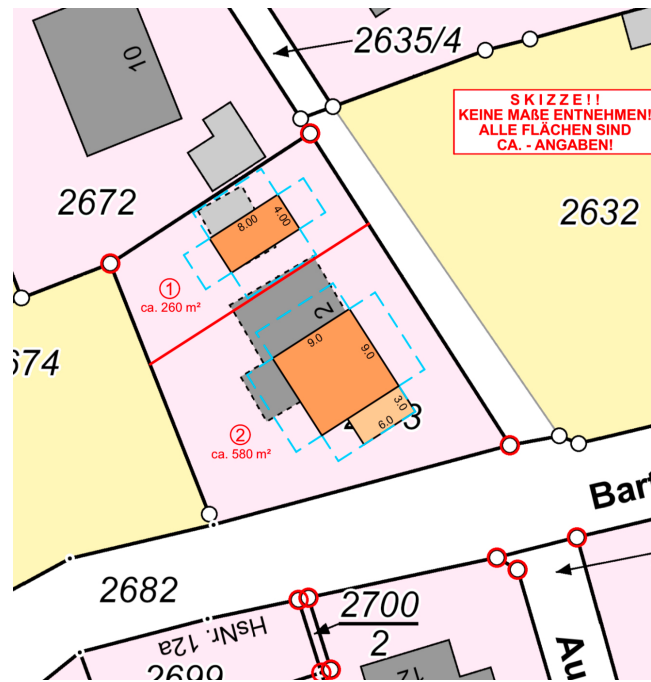 2635/4
10
SKIZZE!!
KEINE MAßE ENTNEHMEN!
ALLE FLÄCHEN SIND
CA. - ANGABEN!
2672
2632
8.00
4.00
1
ca. 260 m²
2
9.0
9.0
674
3.0
6.0
3
2
ca. 580 m²
Bart
2682
HsNr. 12a
2700
2
2699
12
Au